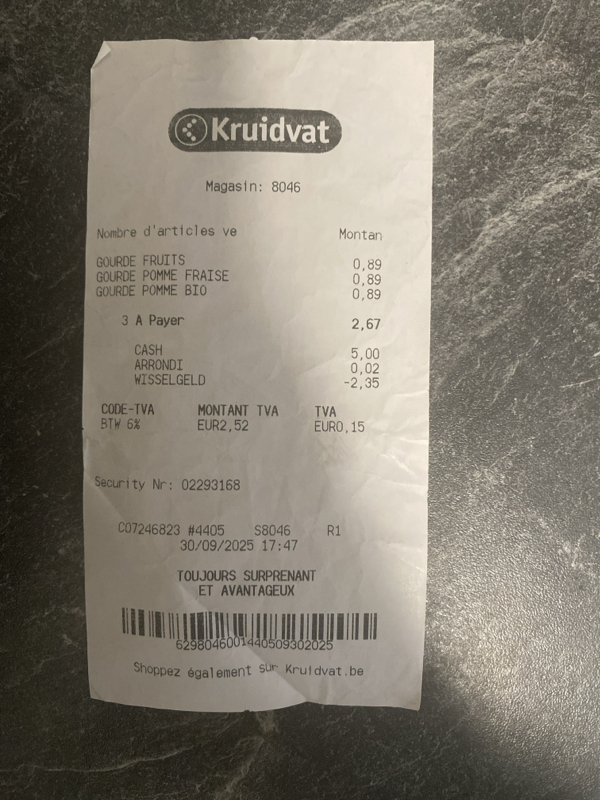 Kruidvat
Magasin: 8046
Nombre d'articles ve Montan
GOURDE FRUITS 0,89
GOURDE POMME FRAISE 0,89
GOURDE POMME BIO 0,89
3 A Payer 2,67
CASH 5,00
ARRONDI 0,02
WISSELGELD -2,35
CODE-TVA MONTANT TVA TVA
BTW 6% EUR2,52 EUR0,15
Security Nr: 02293168
C07246823 #4405 S8046 R1
30/09/2025 17:47
TOUJOURS SURPRENANT
ET AVANTAGEUX
6298046001440509302025
Shoppez également sur Kruidvat.be